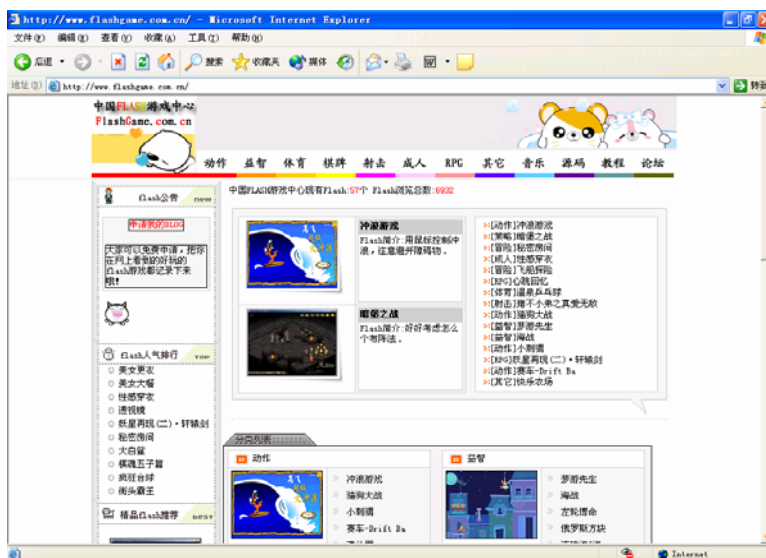 http://www.flashgame.com.cn/ - Microsoft Internet Explorer
文件(F) 编辑(E) 查看(V) 收藏(A) 工具(T) 帮助(H)
后退 搜索 收藏夹 媒体
地址(D) http://www.flashgame.com.cn/ 转到
中国FLASH游戏中心
FlashGame.com.cn
动作 益智 体育 棋牌 射击 成人 RPG 其它 音乐 源码 教程 论坛
flash公告 new
中国FLASH游戏中心现有Flash:57个 Flash浏览总数:6932
申请我的BLOG
大家可以免费申请,把你
在网上看到的好玩的
flash游戏都记录下来
哦!
冲浪游戏
Flash简介:用鼠标控制冲
浪,注意避开障碍物。
暗堡之战
Flash简介:好好考虑怎么
个布阵法。
[动作]冲浪游戏
[策略]暗堡之战
[冒险]秘密房间
[成人]性感穿衣
[冒险]飞船探险
[RPG]心跳回忆
[体育]温泉乒乓球
[射击]赌不小弟之真爱无敌
[动作]猫狗大战
[益智]梦游先生
[益智]海战
[动作]小刺猬
[RPG]妖星再现(二)·轩辕剑
[动作]赛车-Drift Ba
[其它]快乐农场
flash人气排行 TOP
美女更衣
美女大餐
性感穿衣
透视镜
妖星再现(二)·轩辕剑
秘密房间
大白鲨
棋魂五子篇
疯狂台球
街头霸王
精品flash推荐 BEST
分类列表
动作
冲浪游戏
猫狗大战
小刺猬
赛车-Drift Ba
益智
梦游先生
海战
左轮博命
俄罗斯方块
Internet